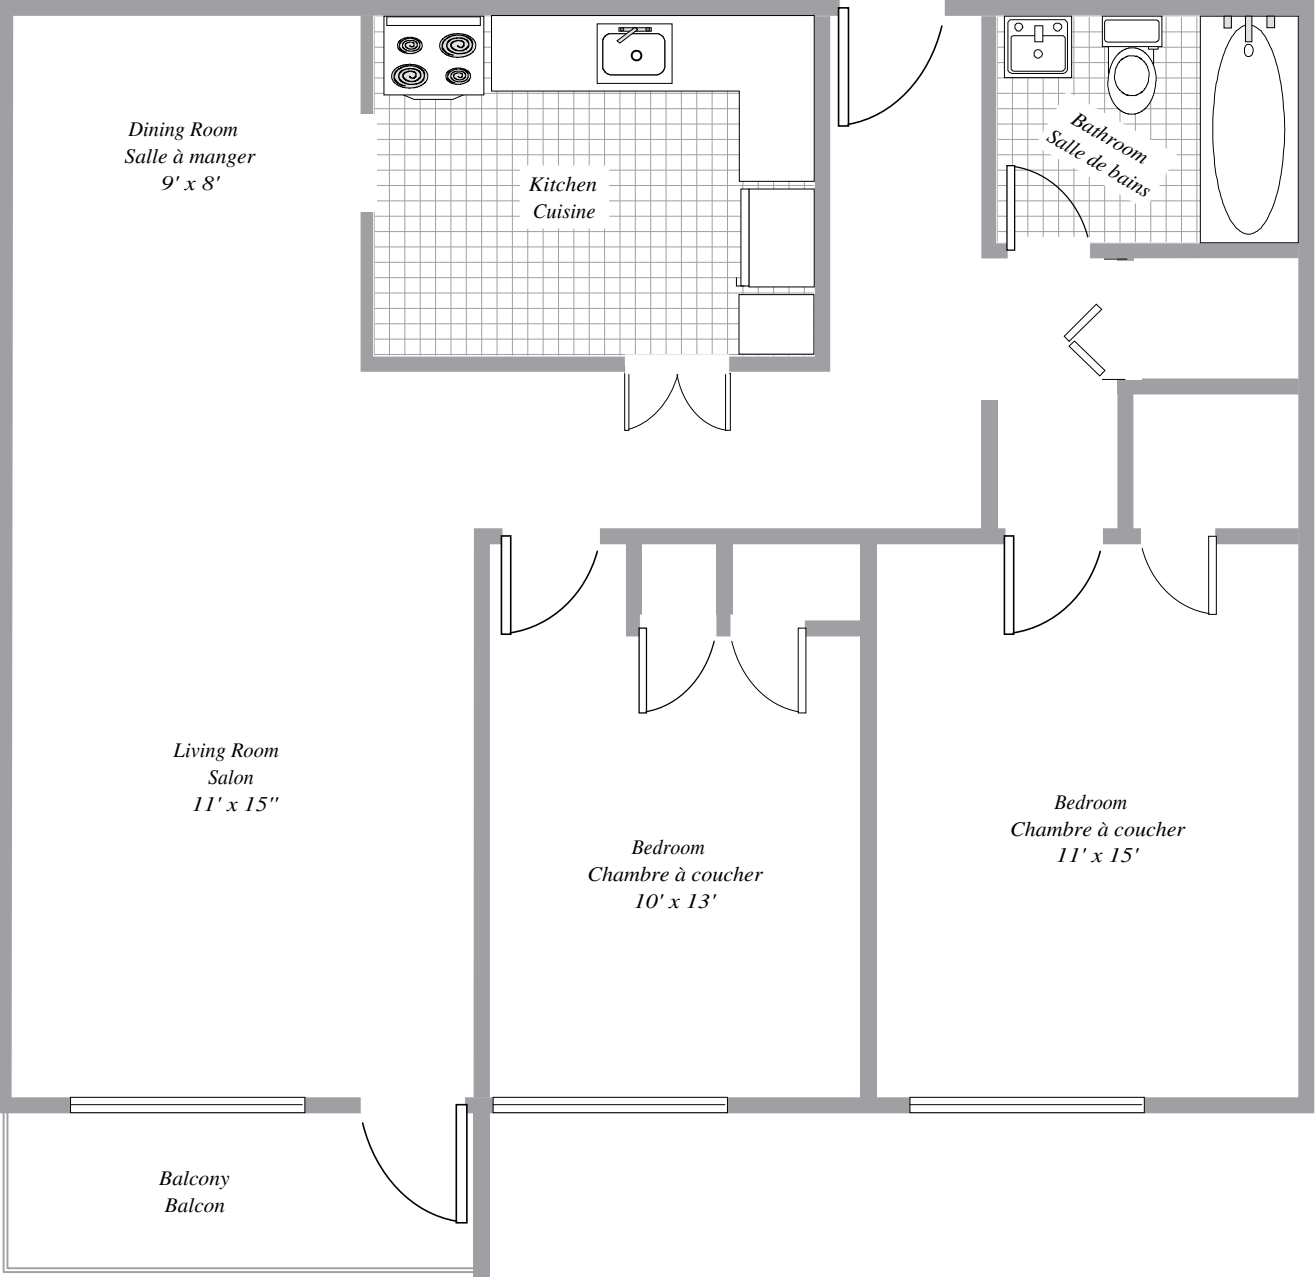 Dining Room
Salle à manger
9' x 8'
Kitchen
Cuisine
Bathroom
Salle de bains
Living Room
Salon
11' x 15"
Bedroom
Chambre à coucher
10' x 13'
Bedroom
Chambre à coucher
11' x 15'
Balcony
Balcon